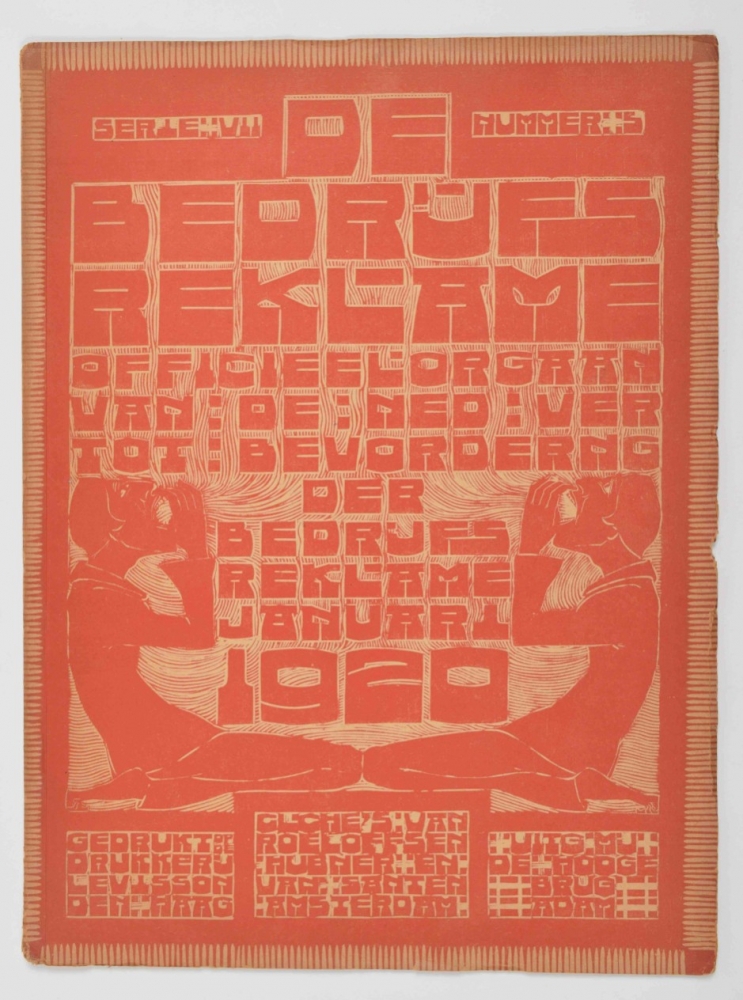 SERIE VII
DE
NUMMER 5
BEDRIJFS
REKLAME
OFFICIEEL ORGAAN
VAN : DE : NED : VER
TOT : BEVORDERNG
DER
BEDRIJFS
REKLAME
JANUARI
1920
GEDRUKT
DRUKKERIJ
LEVISSON
DEN HAAG
CLICHE'S : VAN
ROELOFFSEN
HUBNER EN
VAN SANTEN
AMSTERDAM
UITG MIJ
DE HOOGE
BRUG
ADAM